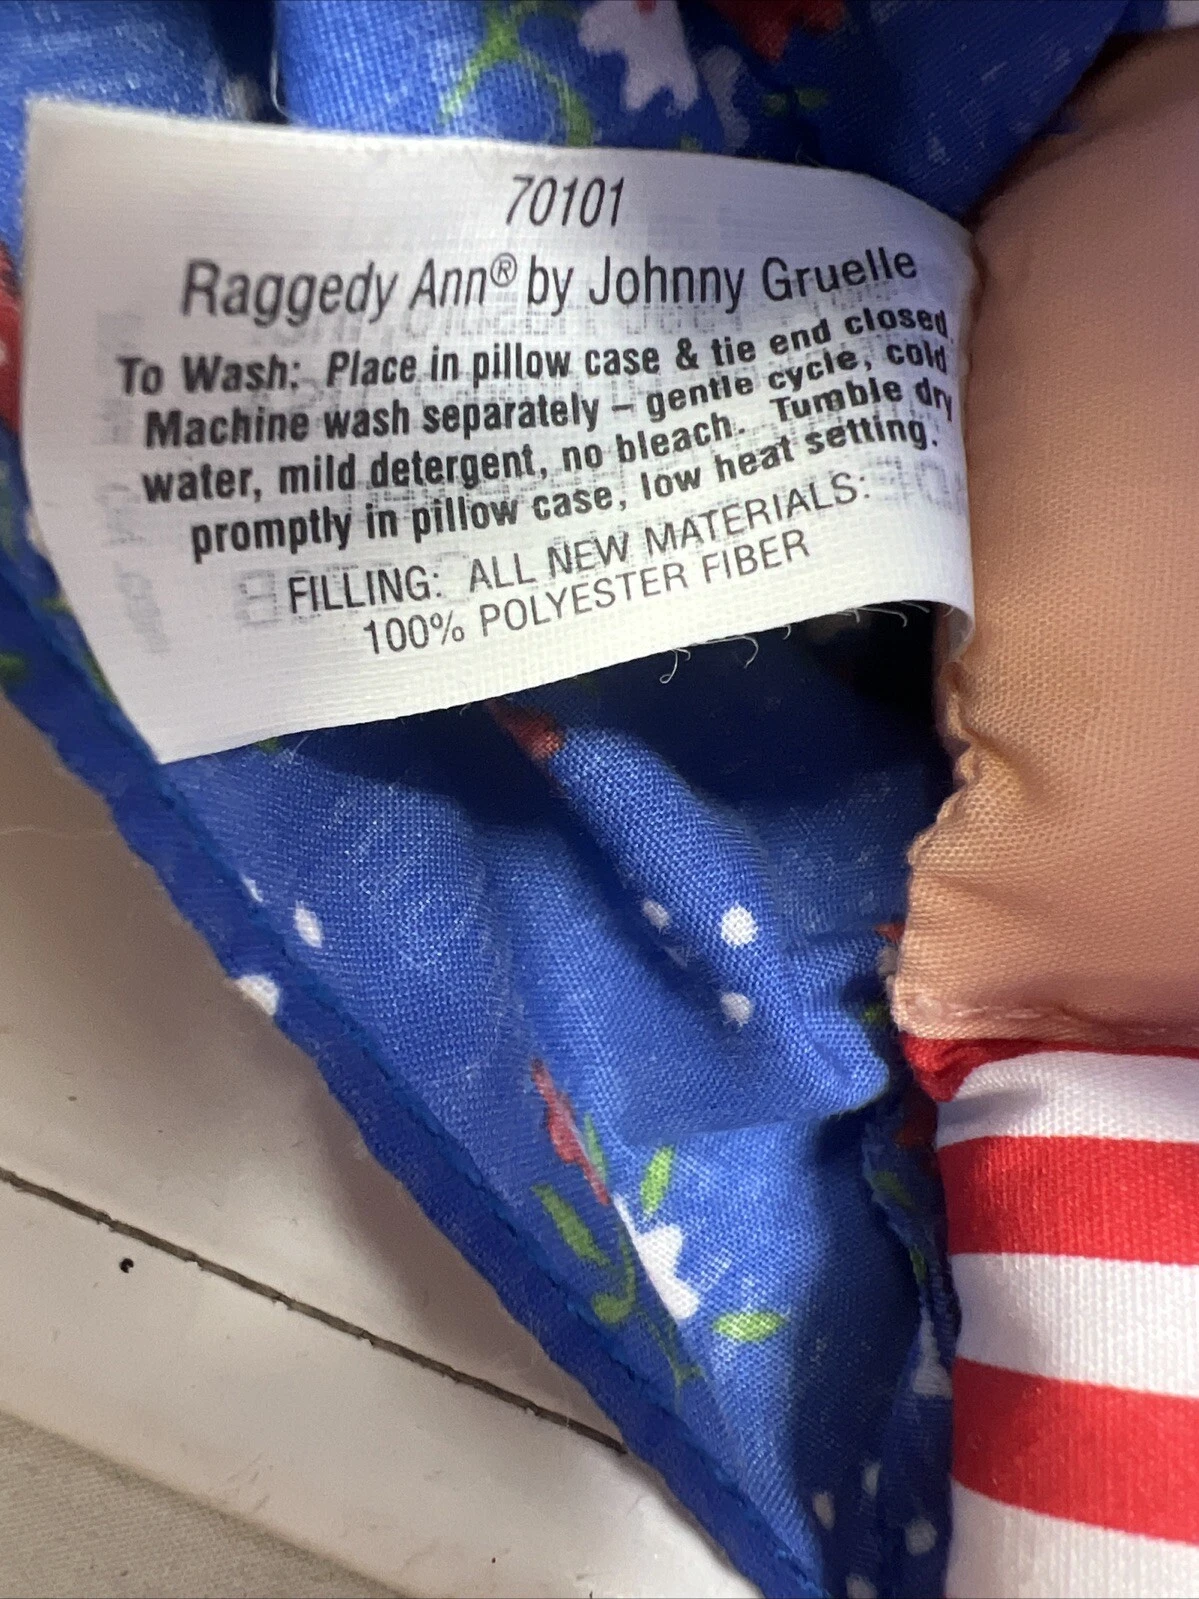 70101
Raggedy Ann® by Johnny Gruelle
To Wash: Place in pillow case & tie end closed.
Machine wash separately – gentle cycle, cold
water, mild detergent, no bleach. Tumble dry
promptly in pillow case, low heat setting.
FILLING: ALL NEW MATERIALS:
100% POLYESTER FIBER